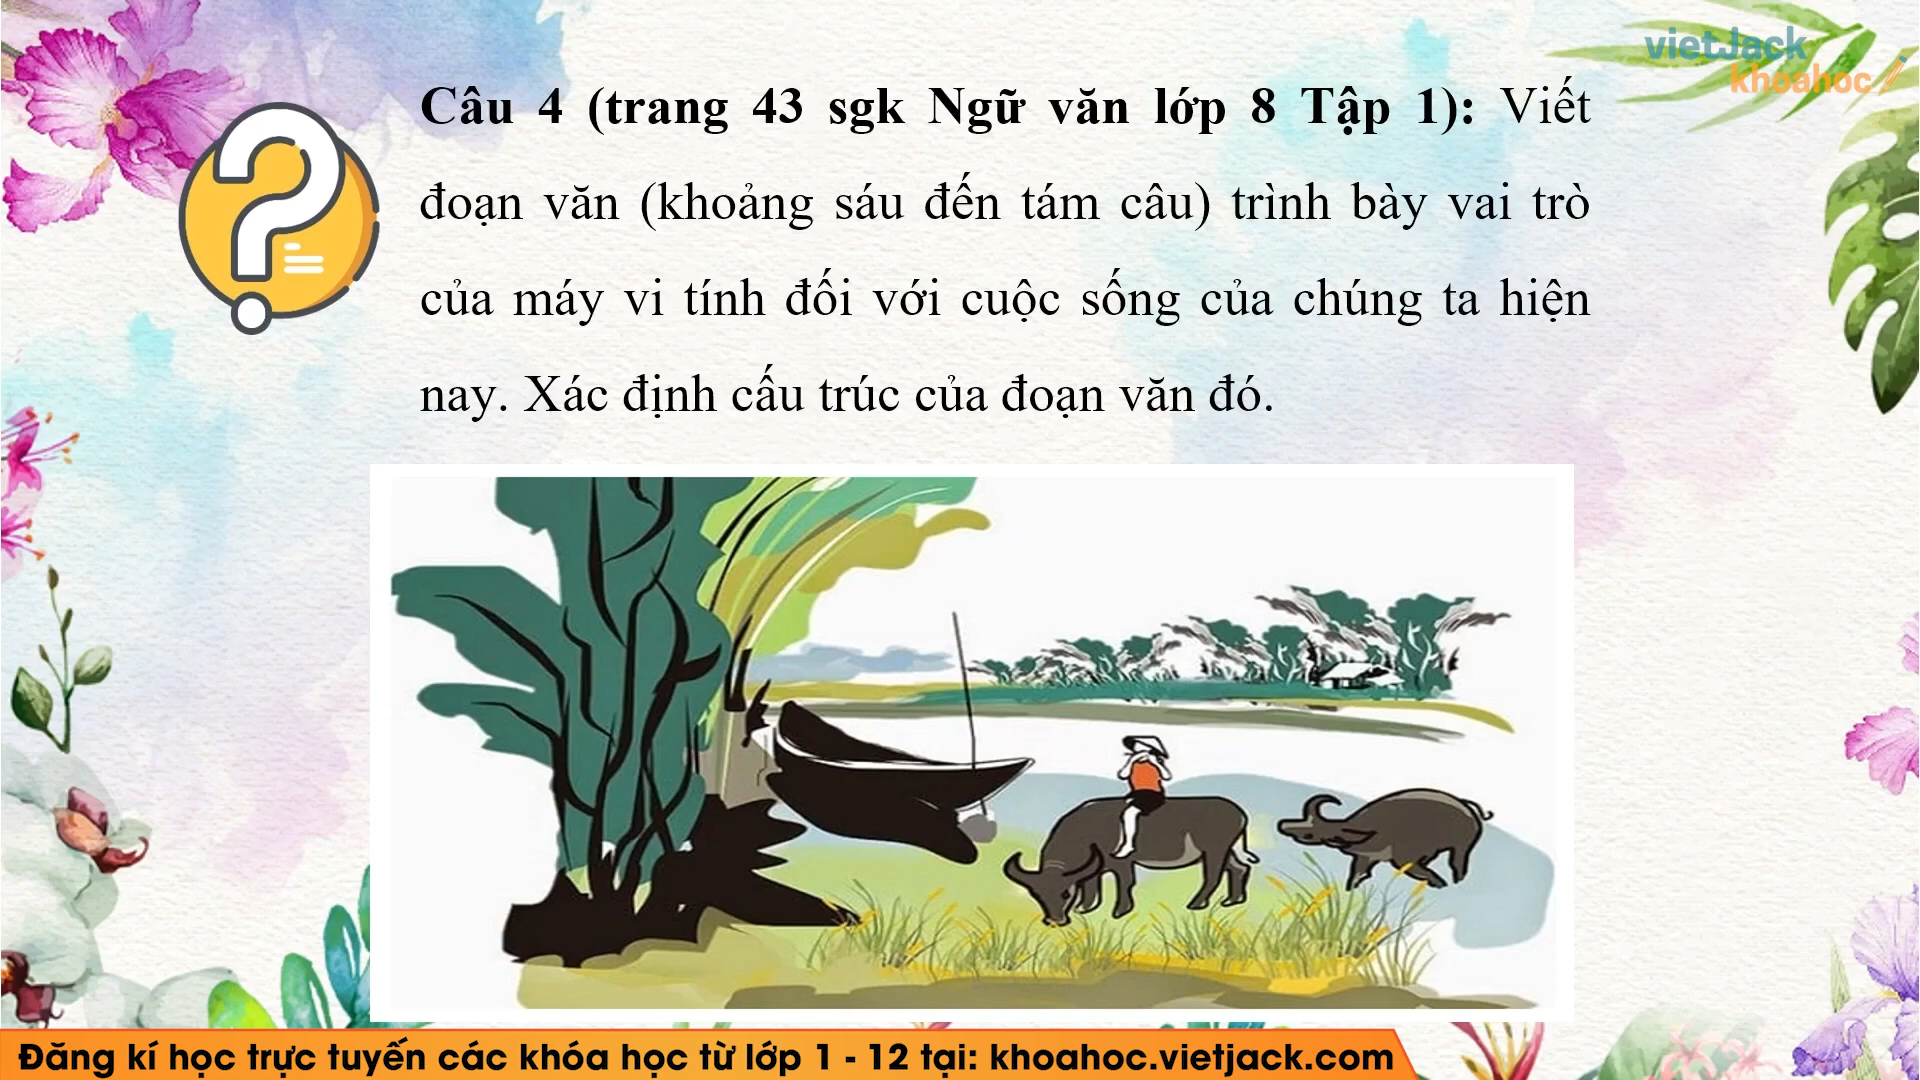 vietJack
khoahoc
Câu 4 (trang 43 sgk Ngữ văn lớp 8 Tập 1): Viết
đoạn văn (khoảng sáu đến tám câu) trình bày vai trò
của máy vi tính đối với cuộc sống của chúng ta hiện
nay. Xác định cấu trúc của đoạn văn đó.
Đăng kí học trực tuyến các khóa học từ lớp 1 - 12 tại: khoahoc.vietjack.com